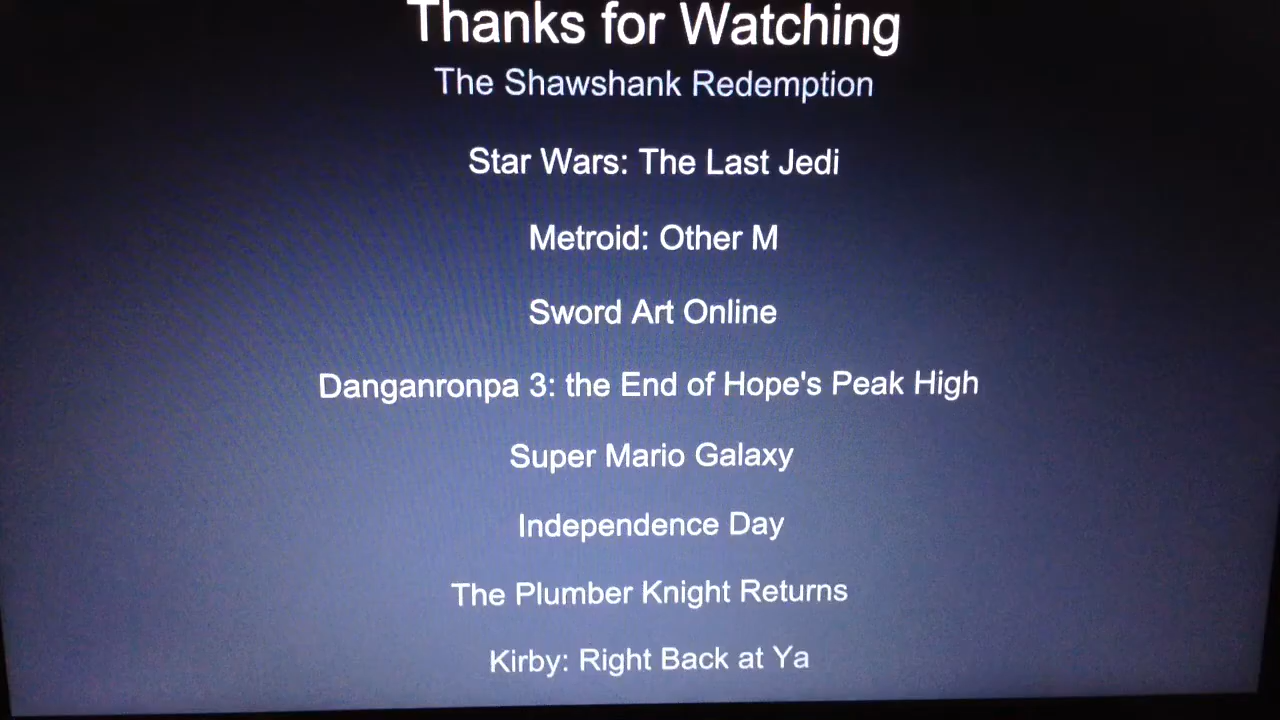 Thanks for Watching
The Shawshank Redemption
Star Wars: The Last Jedi
Metroid: Other M
Sword Art Online
Danganronpa 3: the End of Hope's Peak High
Super Mario Galaxy
Independence Day
The Plumber Knight Returns
Kirby: Right Back at Ya